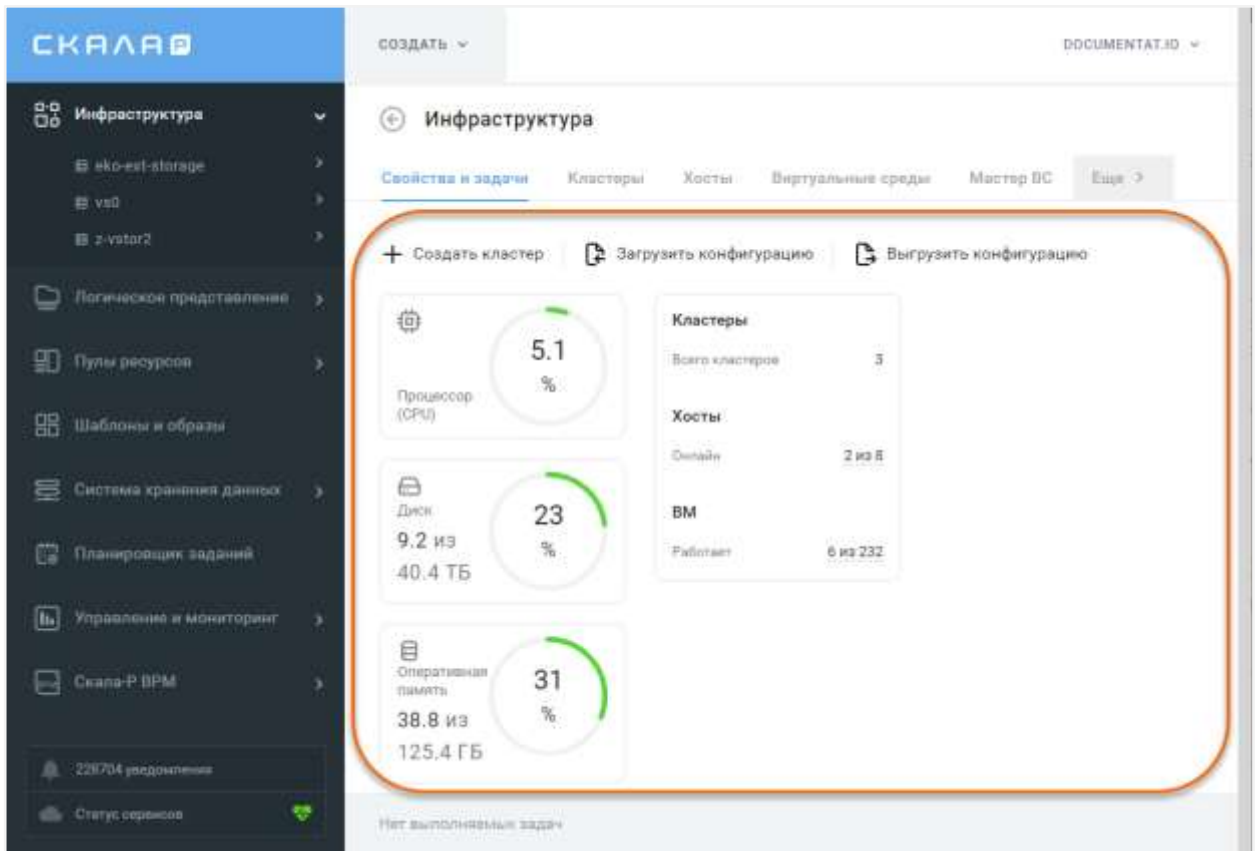 СКАЛА Р
СОЗДАТЬ
DOCUMENTAT.IO
Инфраструктура
eko-ext-storage
vs0
z-vstor2
Логическое представление
Пулы ресурсов
Шаблоны и образы
Система хранения данных
Планировщик заданий
Управление и мониторинг
Скала-Р ВРМ
228704 уведомления
Статус сервисов
Инфраструктура
Свойства и задачи
Кластеры
Хосты
Виртуальные среды
Мастер ВС
Еще
Создать кластер
Загрузить конфигурацию
Выгрузить конфигурацию
Процессор
(CPU)
5.1
%
Диск
9.2 из
40.4 ТБ
23
%
Оперативная
память
38.8 из
125.4 ГБ
31
%
Кластеры
Всего кластеров 3
Хосты
Онлайн 2 из 8
ВМ
Работает 6 из 232
Нет выполняемых задач